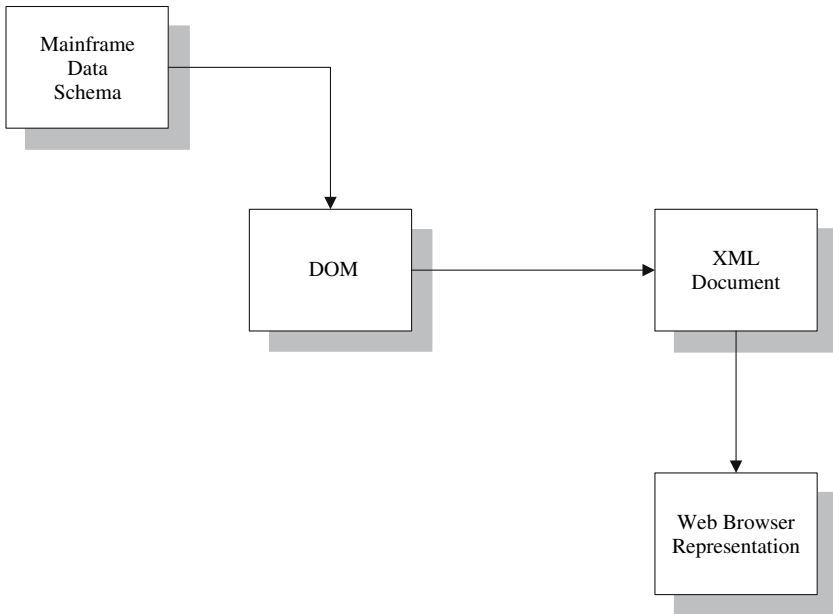 Mainframe
Data
Schema
DOM
XML
Document
Web Browser
Representation